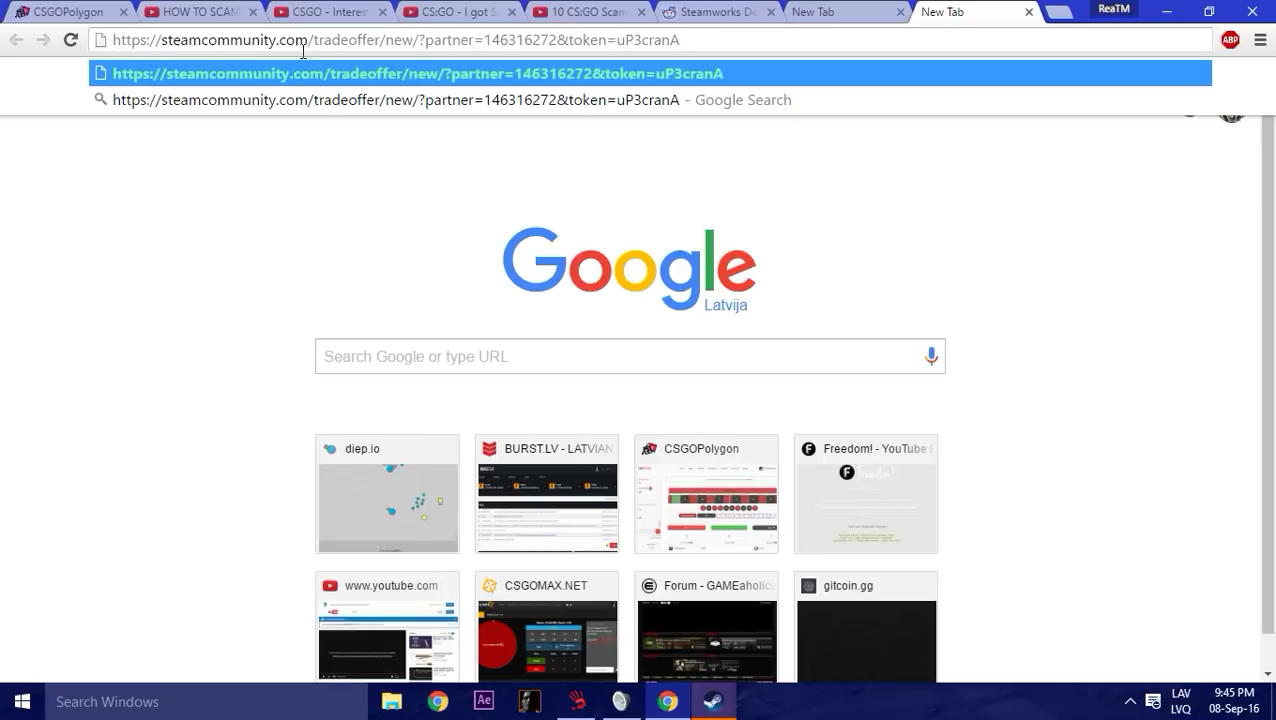 CSGOPolygon
HOW TO SCAM
CSGO - Interes
CS:GO - I got S
10 CS:GO Scam
Steamworks De
New Tab
New Tab
ReaTM
https://steamcommunity.com/tradeoffer/new/?partner=146316272&token=uP3cranA
ABP
https://steamcommunity.com/tradeoffer/new/?partner=146316272&token=uP3cranA
https://steamcommunity.com/tradeoffer/new/?partner=146316272&token=uP3cranA - Google Search
Google
Latvija
Search Google or type URL
diep.io
BURST.LV - LATVIAN
CSGOPolygon
Freedom! - YouTube
www.youtube.com
CSGOMAX.NET
Forum - GAMEaholics
gitcoin.gg
Search Windows
Ae
LAV
LVQ
9:45 PM
08-Sep-16